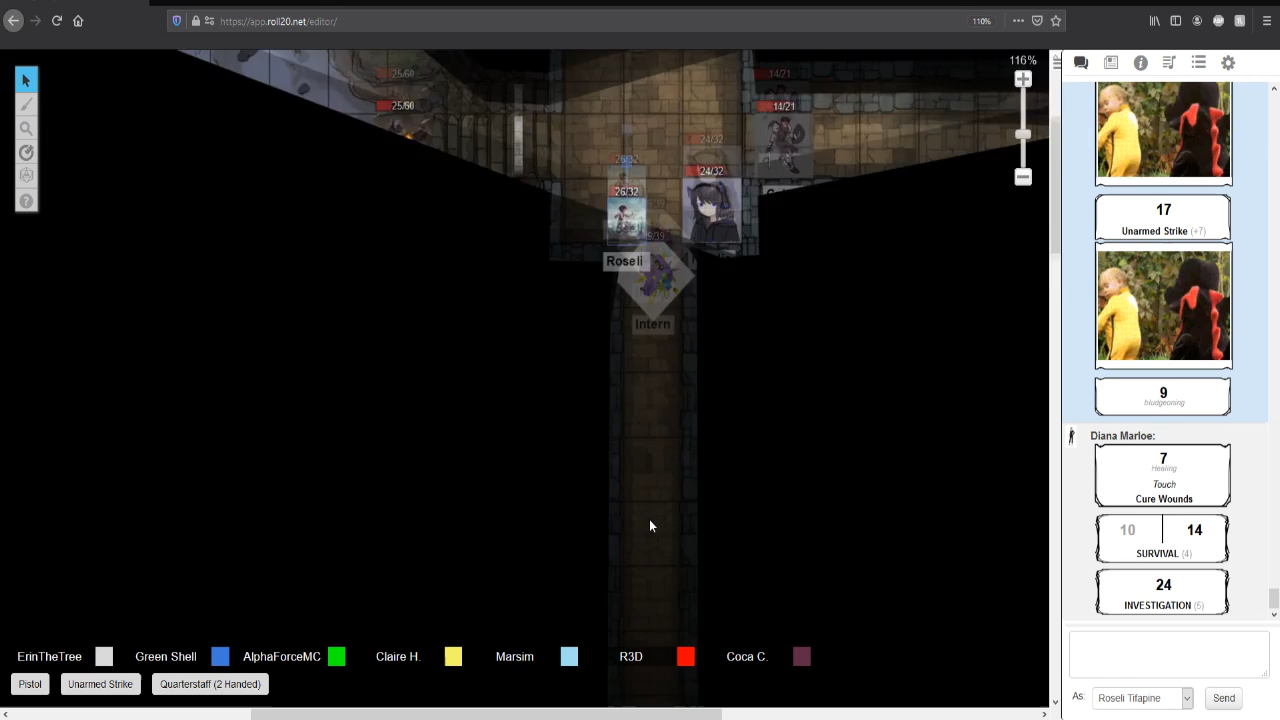 https://app.roll20.net/editor/
110%
116%
25/60
25/60
14/21
14/21
24/32
24/32
26/32
26/32
Roseli
Intern
17
Unarmed Strike (+7)
9
bludgeoning
Diana Marloe:
7
Healing
Touch
Cure Wounds
10 14
SURVIVAL (4)
24
INVESTIGATION (5)
ErinTheTree Green Shell AlphaForceMC Claire H. Marsim R3D Coca C.
Pistol Unarmed Strike Quarterstaff (2 Handed)
As: Roseli Tifapine Send